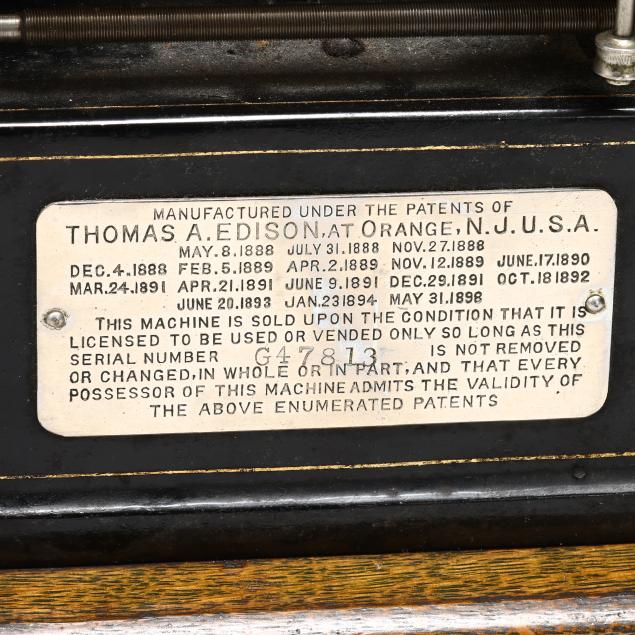 MANUFACTURED UNDER THE PATENTS OF
THOMAS A. EDISON, AT ORANGE, N.J.U.S.A.
MAY.8.1888 JULY 31.1888 NOV.27.1888
DEC.4.1888 FEB.5.1889 APR.2.1889 NOV.12.1889 JUNE.17.1890
MAR.24.1891 APR.21.1891 JUNE 9.1891 DEC.29.1891 OCT.18.1892
JUNE 20.1893 JAN.23.1894 MAY 31.1898
THIS MACHINE IS SOLD UPON THE CONDITION THAT IT IS
LICENSED TO BE USED OR VENDED ONLY SO LONG AS THIS
SERIAL NUMBER G47813 IS NOT REMOVED
OR CHANGED, IN WHOLE OR IN PART, AND THAT EVERY
POSSESSOR OF THIS MACHINE ADMITS THE VALIDITY OF
THE ABOVE ENUMERATED PATENTS